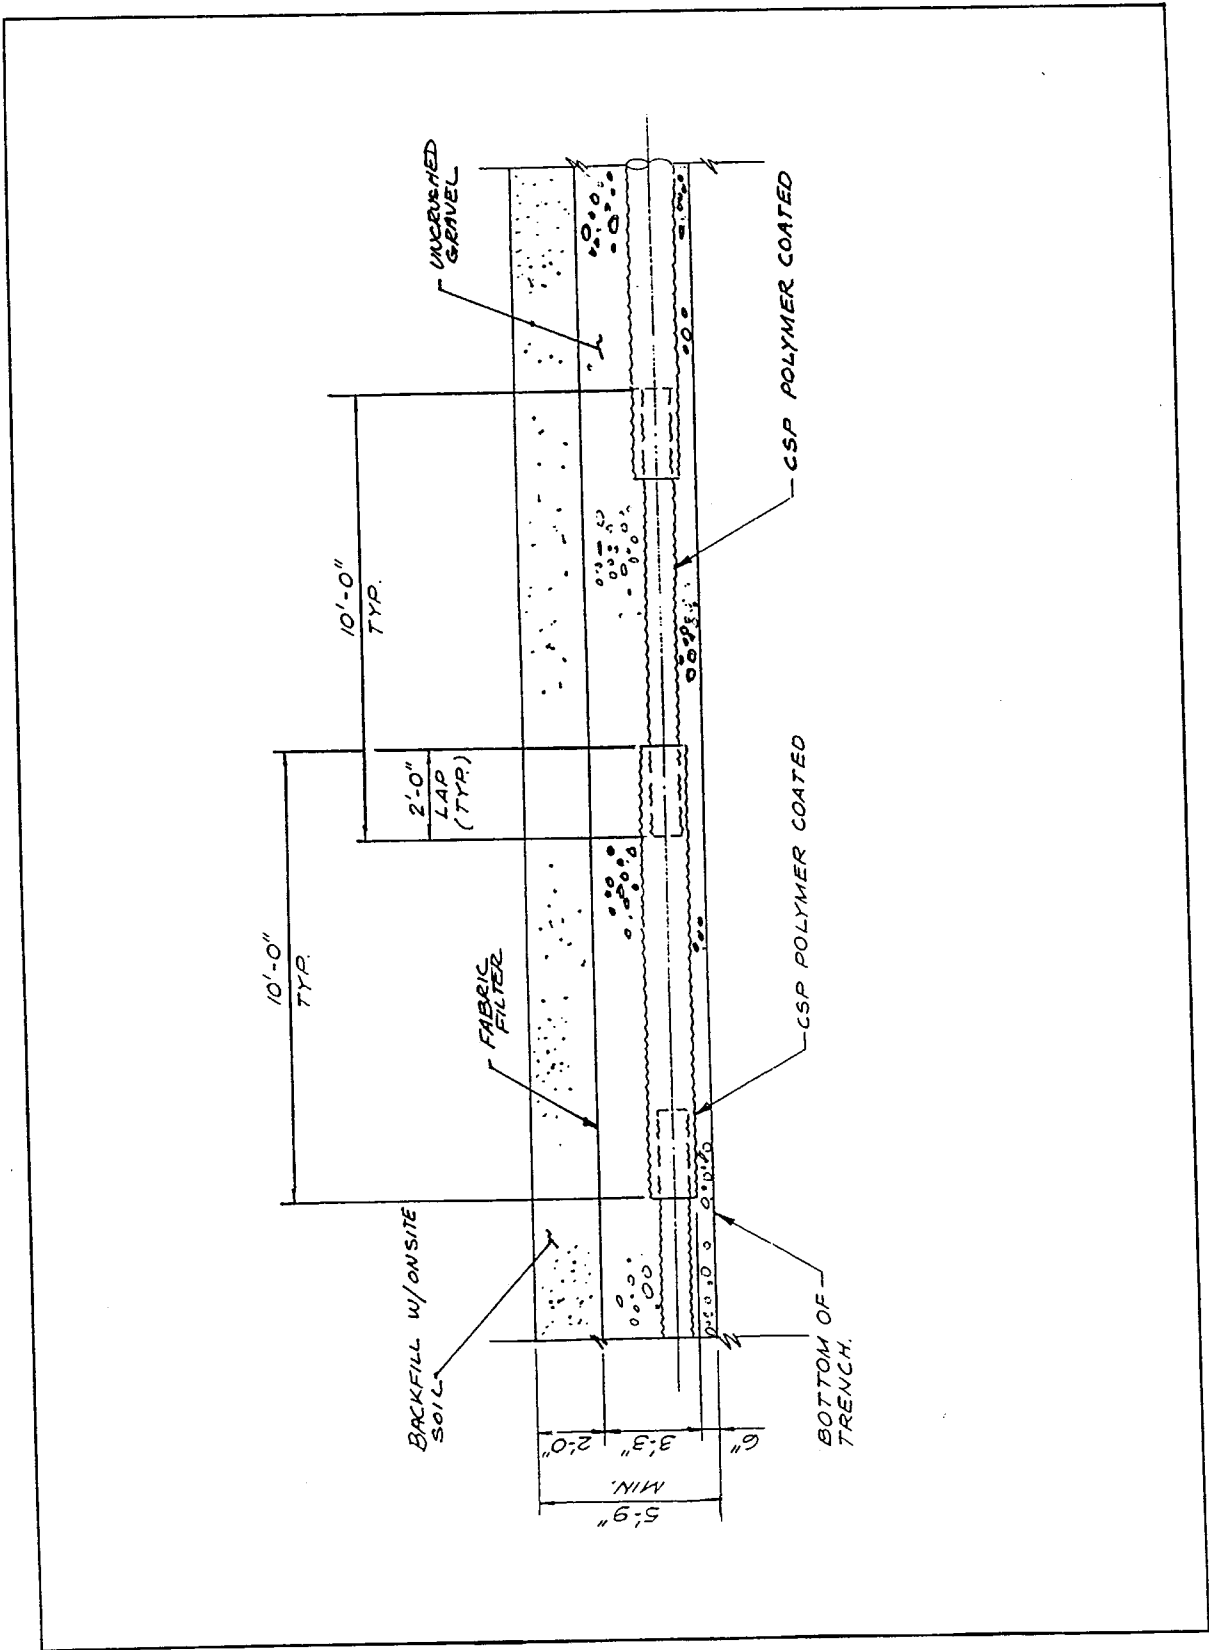 10'-0"
TYP.
10'-0"
TYP.
2'-0"
LAP
(TYP.)
UNCRUSHED
GRAVEL
FABRIC
FILTER
BACKFILL W/ONSITE
SOIL
2'-0"
3'-3"
6"
5'-9"
MIN.
BOTTOM OF
TRENCH.
CSP POLYMER COATED
CSP POLYMER COATED